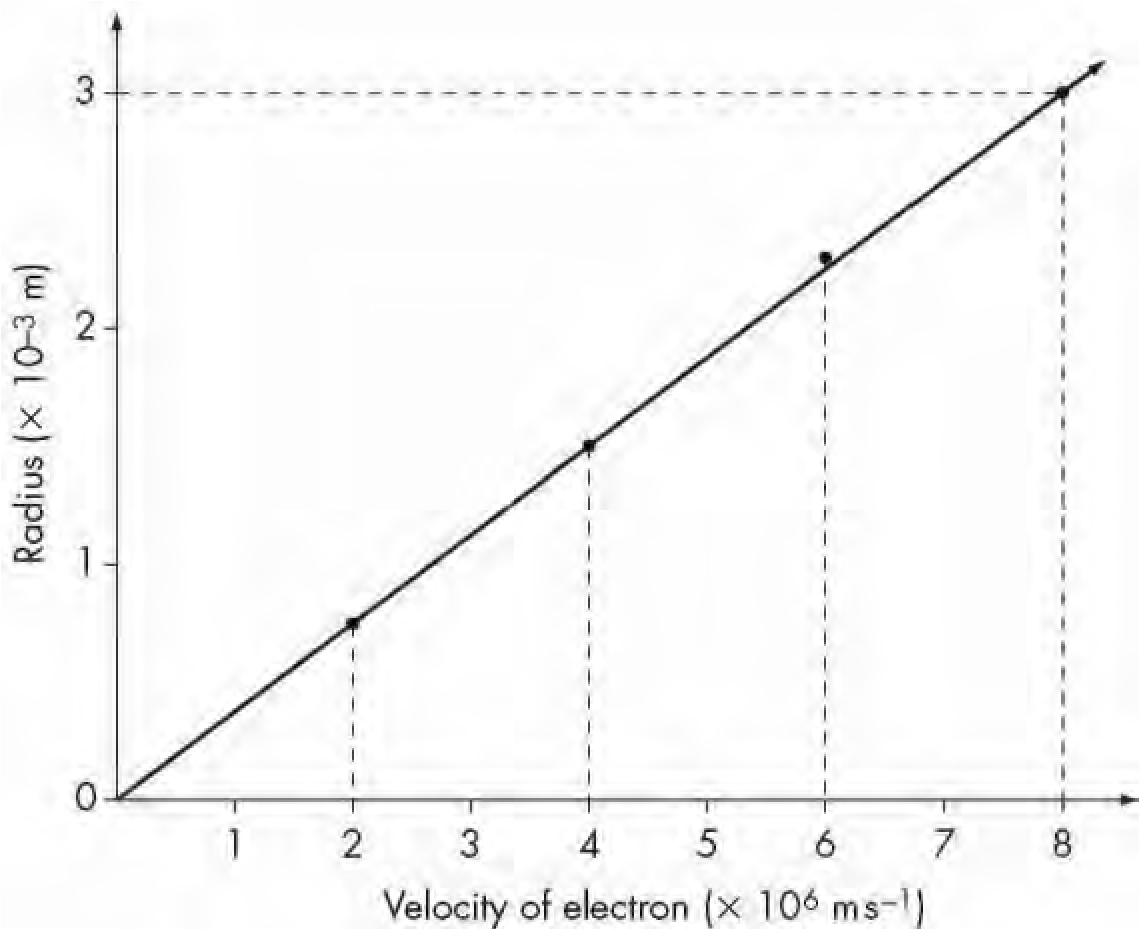 3
2
1
0
1 2 3 4 5 6 7 8
Radius (× 10⁻³ m)
Velocity of electron (× 10⁶ ms⁻¹)